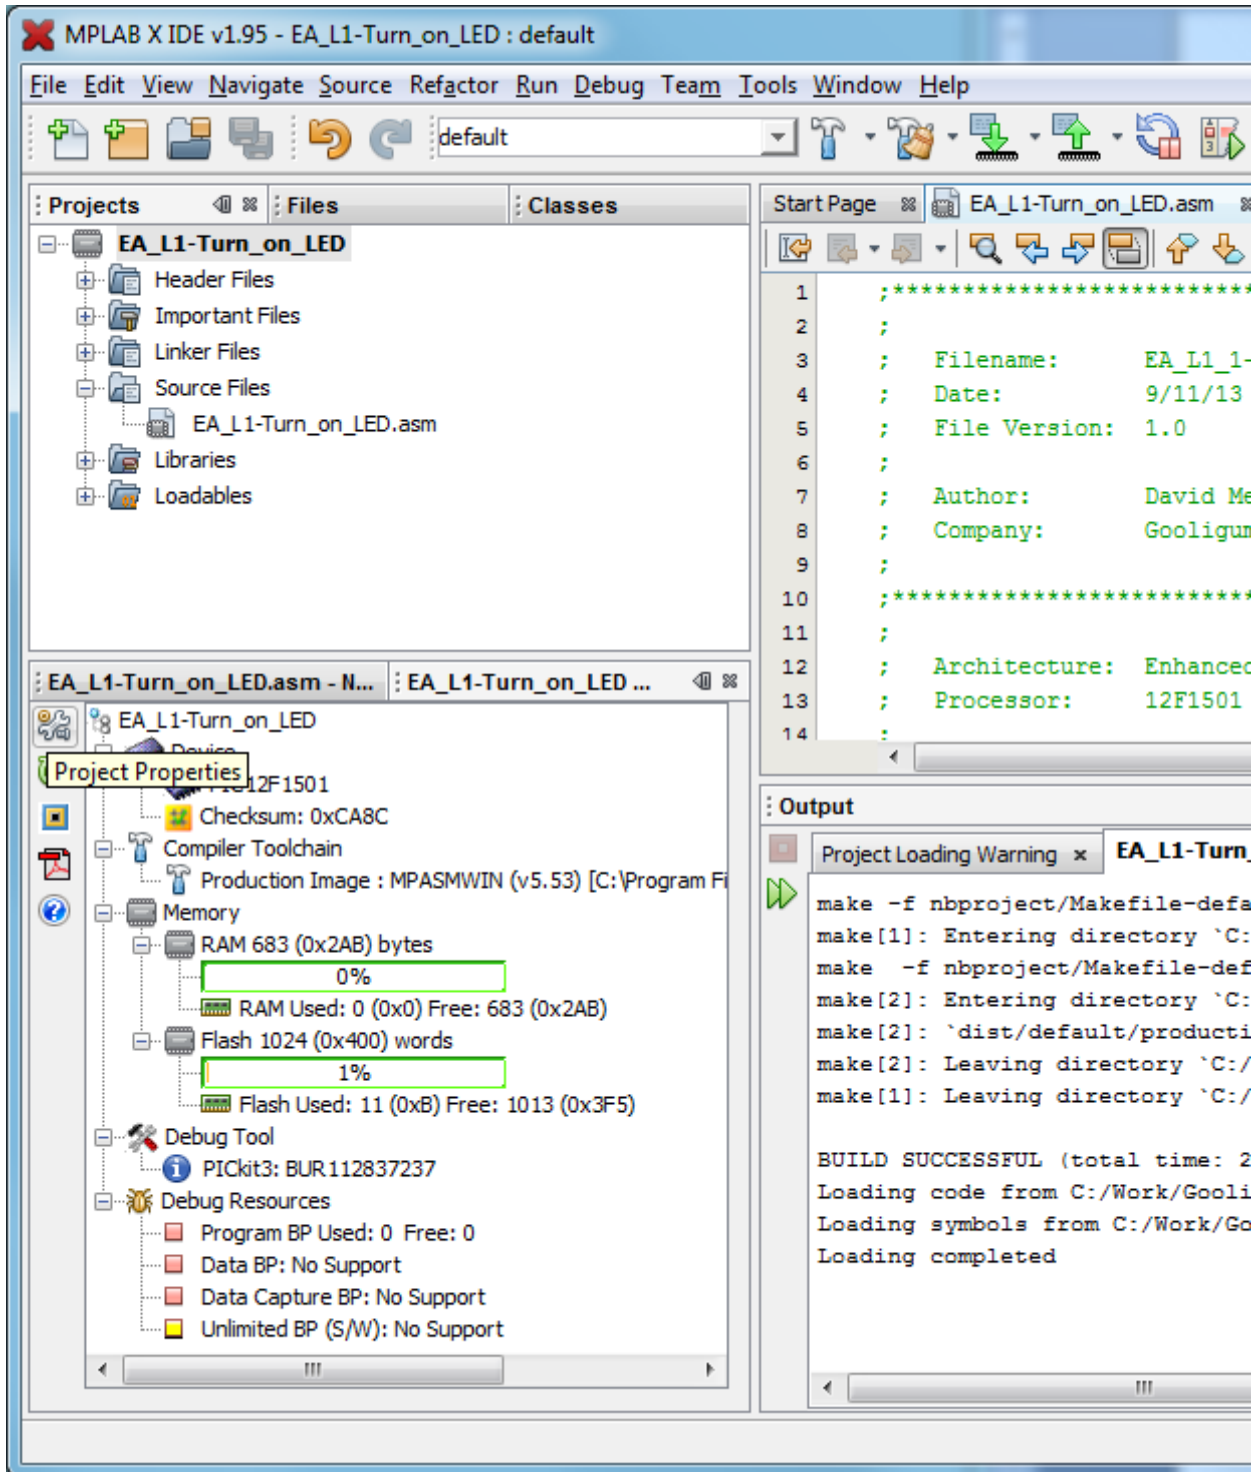 MPLAB X IDE v1.95 - EA_L1-Turn_on_LED : default
File Edit View Navigate Source Refactor Run Debug Team Tools Window Help
default
Projects Files Classes
EA_L1-Turn_on_LED
Header Files
Important Files
Linker Files
Source Files
EA_L1-Turn_on_LED.asm
Libraries
Loadables
EA_L1-Turn_on_LED.asm - N... EA_L1-Turn_on_LED ...
EA_L1-Turn_on_LED
Device
Project Properties
12F1501
Checksum: 0xCA8C
Compiler Toolchain
Production Image : MPASMWIN (v5.53) [C:\Program Fi
Memory
RAM 683 (0x2AB) bytes
0%
RAM Used: 0 (0x0) Free: 683 (0x2AB)
Flash 1024 (0x400) words
1%
Flash Used: 11 (0xB) Free: 1013 (0x3F5)
Debug Tool
PICkit3: BUR112837237
Debug Resources
Program BP Used: 0 Free: 0
Data BP: No Support
Data Capture BP: No Support
Unlimited BP (S/W): No Support
Start Page EA_L1-Turn_on_LED.asm
1 ;**************************
2 ;
3 ; Filename: EA_L1_1-
4 ; Date: 9/11/13
5 ; File Version: 1.0
6 ;
7 ; Author: David Me
8 ; Company: Gooligum
9 ;
10 ;**************************
11 ;
12 ; Architecture: Enhanced
13 ; Processor: 12F1501
14 ;
Output
Project Loading Warning × EA_L1-Turn_
make -f nbproject/Makefile-defa
make[1]: Entering directory `C:
make -f nbproject/Makefile-def
make[2]: Entering directory `C:
make[2]: `dist/default/producti
make[2]: Leaving directory `C:/
make[1]: Leaving directory `C:/
BUILD SUCCESSFUL (total time: 2
Loading code from C:/Work/Gooli
Loading symbols from C:/Work/Go
Loading completed